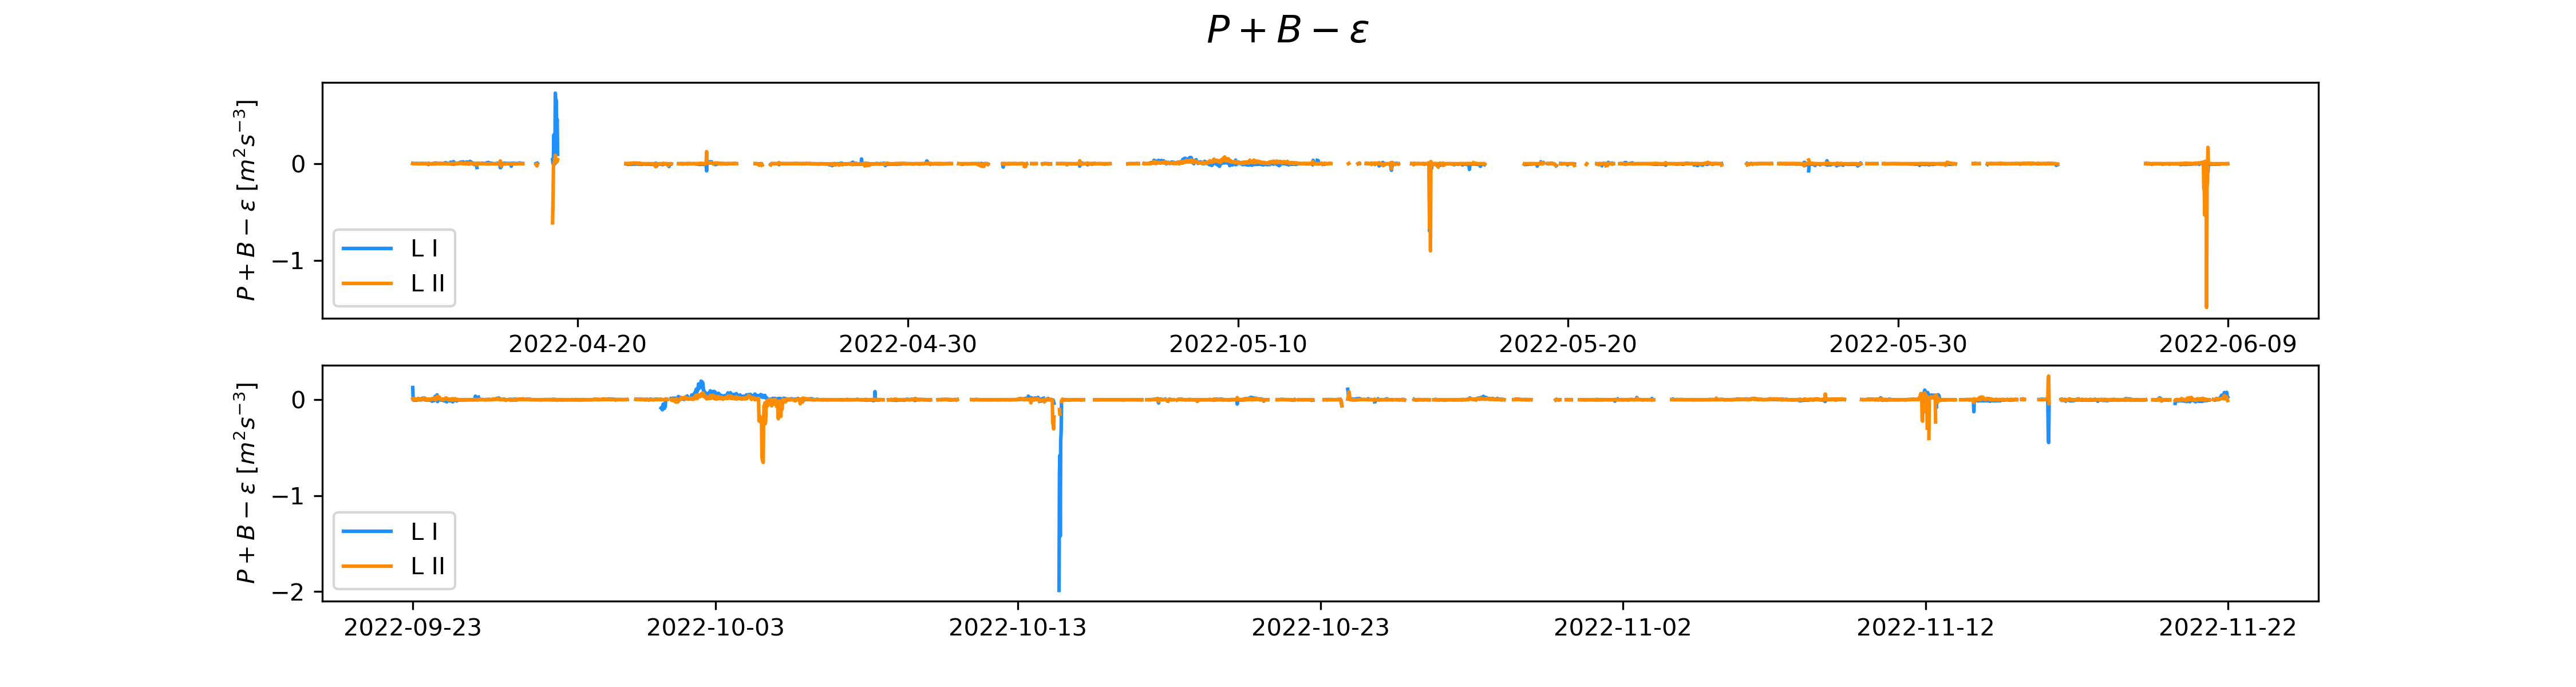 P + B − ε
P + B − ε [m²s⁻³]
0
−1
L I
L II
2022-04-20 2022-04-30 2022-05-10 2022-05-20 2022-05-30 2022-06-09
P + B − ε [m²s⁻³]
0
−1
−2
L I
L II
2022-09-23 2022-10-03 2022-10-13 2022-10-23 2022-11-02 2022-11-12 2022-11-22